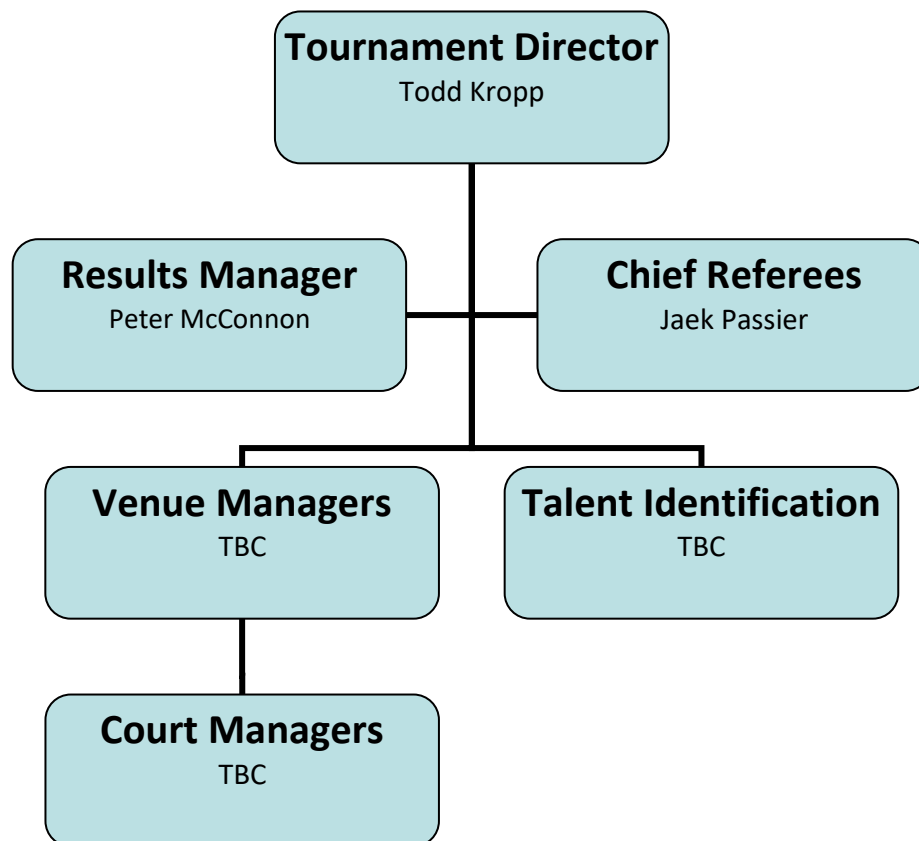 Tournament Director
Todd Kropp
Results Manager
Peter McConnon
Chief Referees
Jaek Passier
Venue Managers
TBC
Talent Identification
TBC
Court Managers
TBC